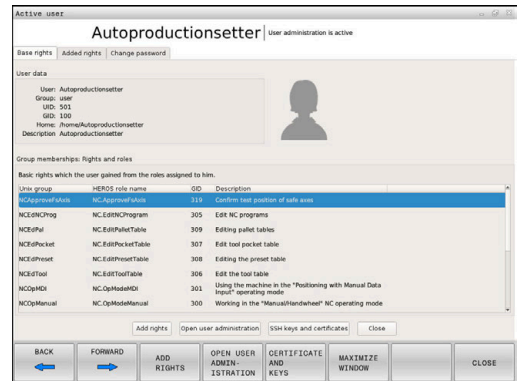 Active user
Autoproductionsetter User administration is active
Base rights Added rights Change password
User data
User: Autoproductionsetter
Group: user
UID: 501
GID: 100
Home: /home/Autoproductionsetter
Description Autoproductionsetter
Group memberships: Rights and roles
Basic rights which the user gained from the roles assigned to him.
Unix group HEROS role name GID Description
NCApproveFsAxis NC.ApproveFsAxis 319 Confirm test position of safe axes
NCEdNCProg NC.EditNCProgram 305 Edit NC programs
NCEdPal NC.EditPalletTable 309 Editing pallet tables
NCEdPocket NC.EditPocketTable 307 Edit tool pocket table
NCEdPreset NC.EditPresetTable 308 Editing the preset table
NCEdTool NC.EditToolTable 306 Edit the tool table
NCOpMDI NC.OpModeMDI 301 Using the machine in the "Positioning with Manual Data
Input" operating mode
NCOpManual NC.OpModeManual 300 Working in the "Manual/Handwheel" NC operating mode
Add rights Open user administration SSH keys and certificates Close
BACK FORWARD ADD RIGHTS OPEN USER ADMIN- ISTRATION CERTIFICATE AND KEYS MAXIMIZE WINDOW CLOSE